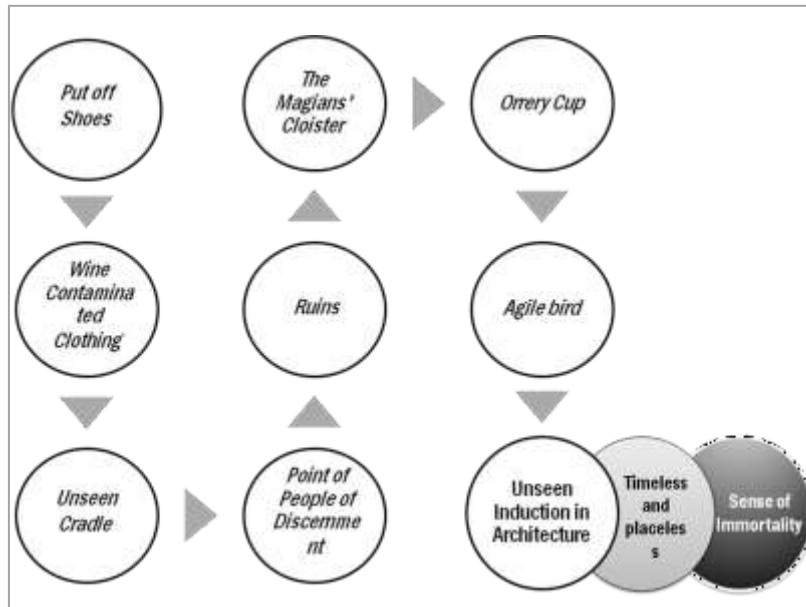 Put off
Shoes
Wine
Contamina
ted
Clothing
Unseen
Cradle
Point of
People of
Discernme
nt
Ruins
The
Magians'
Cloister
Orrery Cup
Agile bird
Unseen
Induction in
Architecture
Timeless
and
placeles
s
Sense of
Immortality